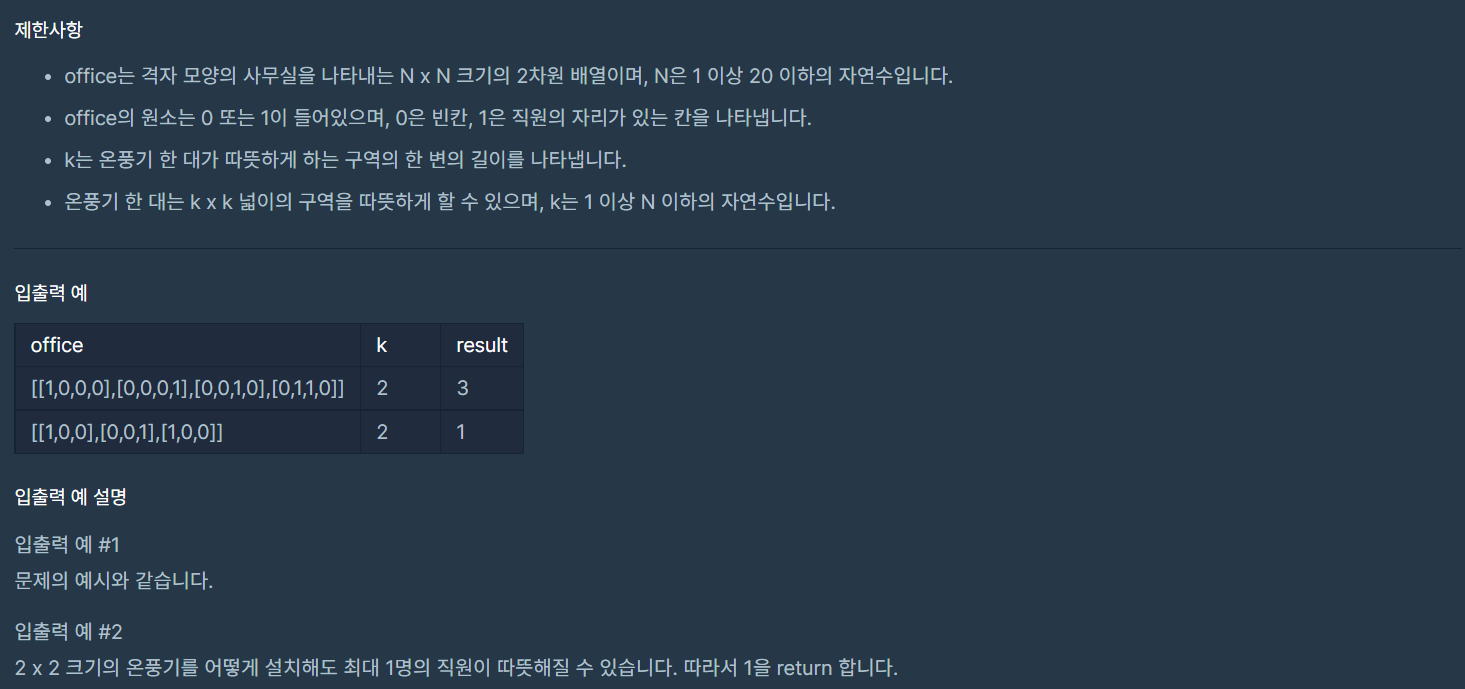 제한사항
• office는 격자 모양의 사무실을 나타내는 N x N 크기의 2차원 배열이며, N은 1 이상 20 이하의 자연수입니다.
• office의 원소는 0 또는 1이 들어있으며, 0은 빈칸, 1은 직원의 자리가 있는 칸을 나타냅니다.
• k는 온풍기 한 대가 따뜻하게 하는 구역의 한 변의 길이를 나타냅니다.
• 온풍기 한 대는 k x k 넓이의 구역을 따뜻하게 할 수 있으며, k는 1 이상 N 이하의 자연수입니다.
입출력 예
office k result
[[1,0,0,0],[0,0,0,1],[0,0,1,0],[0,1,1,0]] 2 3
[[1,0,0],[0,0,1],[1,0,0]] 2 1
입출력 예 설명
입출력 예 #1
문제의 예시와 같습니다.
입출력 예 #2
2 x 2 크기의 온풍기를 어떻게 설치해도 최대 1명의 직원이 따뜻해질 수 있습니다. 따라서 1을 return 합니다.